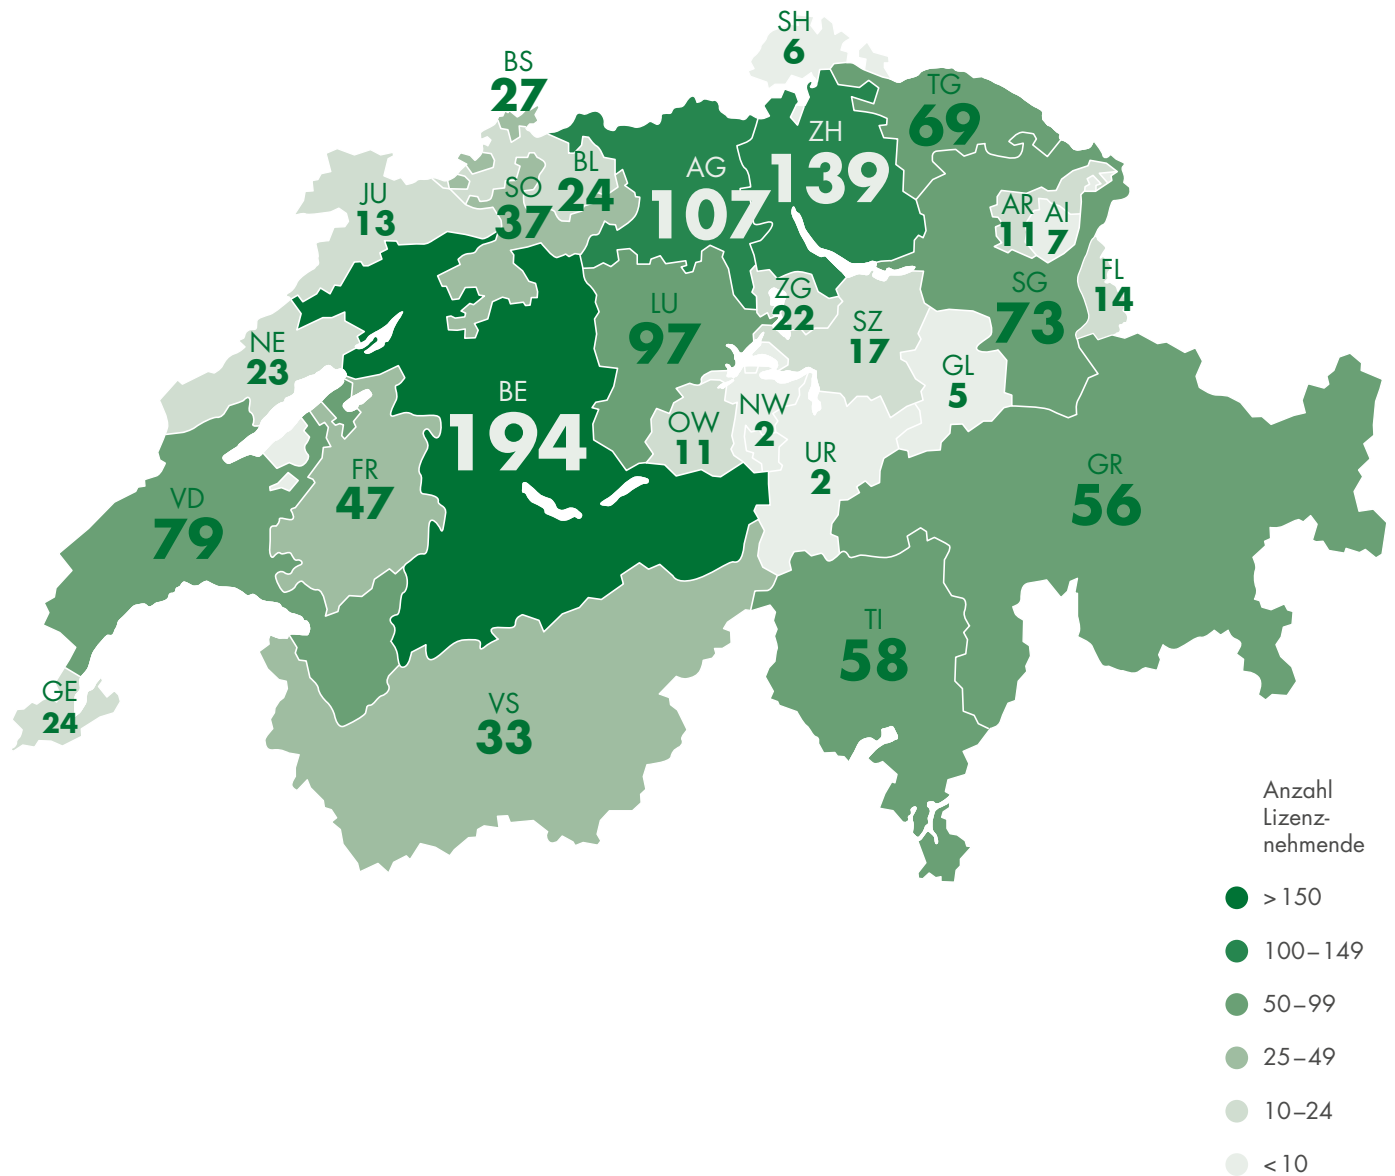 SH
6
BS
27
TG
69
ZH
139
AG
107
BL
24
SO
37
JU
13
AR
11
AI
7
FL
14
SG
73
ZG
22
LU
97
SZ
17
NE
23
GL
5
BE
194
NW
2
OW
11
UR
2
FR
47
GR
56
VD
79
TI
58
GE
24
VS
33
Anzahl
Lizenz-
nehmende
>150
100–149
50–99
25–49
10–24
<10